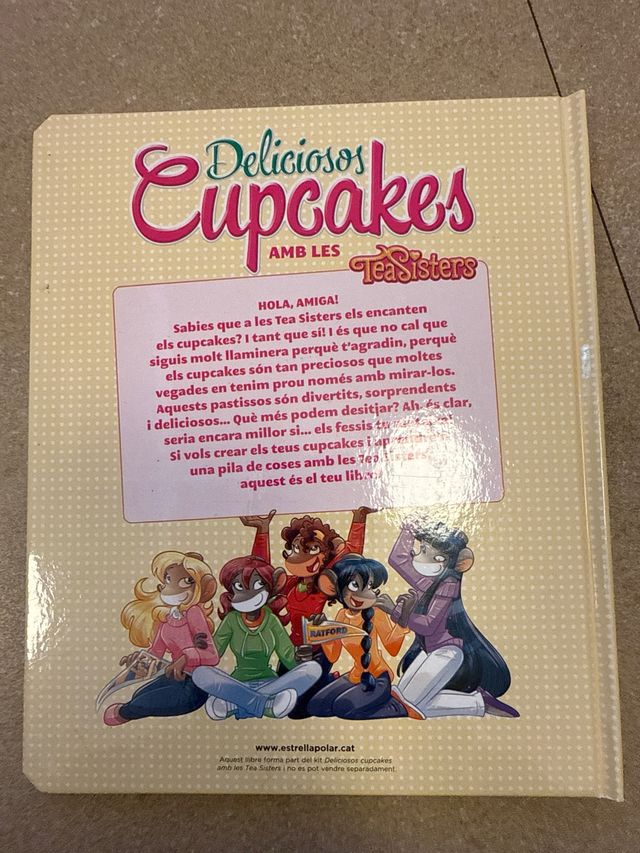 Deliciosos
Cupcakes
AMB LES
TeaSisters
HOLA, AMIGA!
Sabies que a les Tea Sisters els encanten
els cupcakes? I tant que sí! I és que no cal que
siguis molt llaminera perquè t'agradin, perquè
els cupcakes són tan preciosos que moltes
vegades en tenim prou només amb mirar-los.
Aquests pastissos són divertits, sorprendents
i deliciosos... Què més podem desitjar? Ah, és clar,
seria encara millor si... els fessis
Si vols crear els teus cupcakes i
una pila de coses amb les Tea Sisters,
aquest és el teu
RATFORD
www.estrellapolar.cat
Aquest llibre forma part del kit Deliciosos cupcakes
amb les Tea Sisters i no es pot vendre separadament.